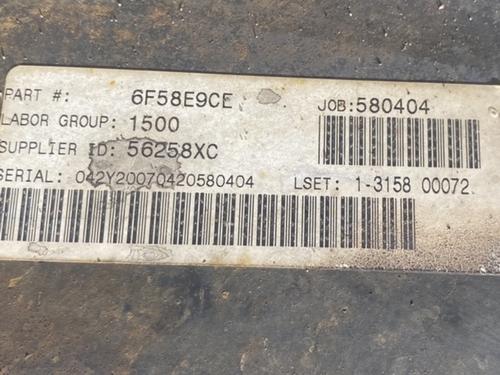 PART #: 6F58E9CE JOB: 580404
LABOR GROUP: 1500
SUPPLIER ID: 56258XC
SERIAL: 042Y20070420580404 LSET: 1-3158 00072